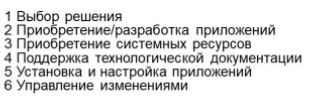 1 Выбор решения
2 Приобретение/разработка приложений
3 Приобретение системных ресурсов
4 Поддержка технологической документации
5 Установка и настройка приложений
6 Управление изменениями